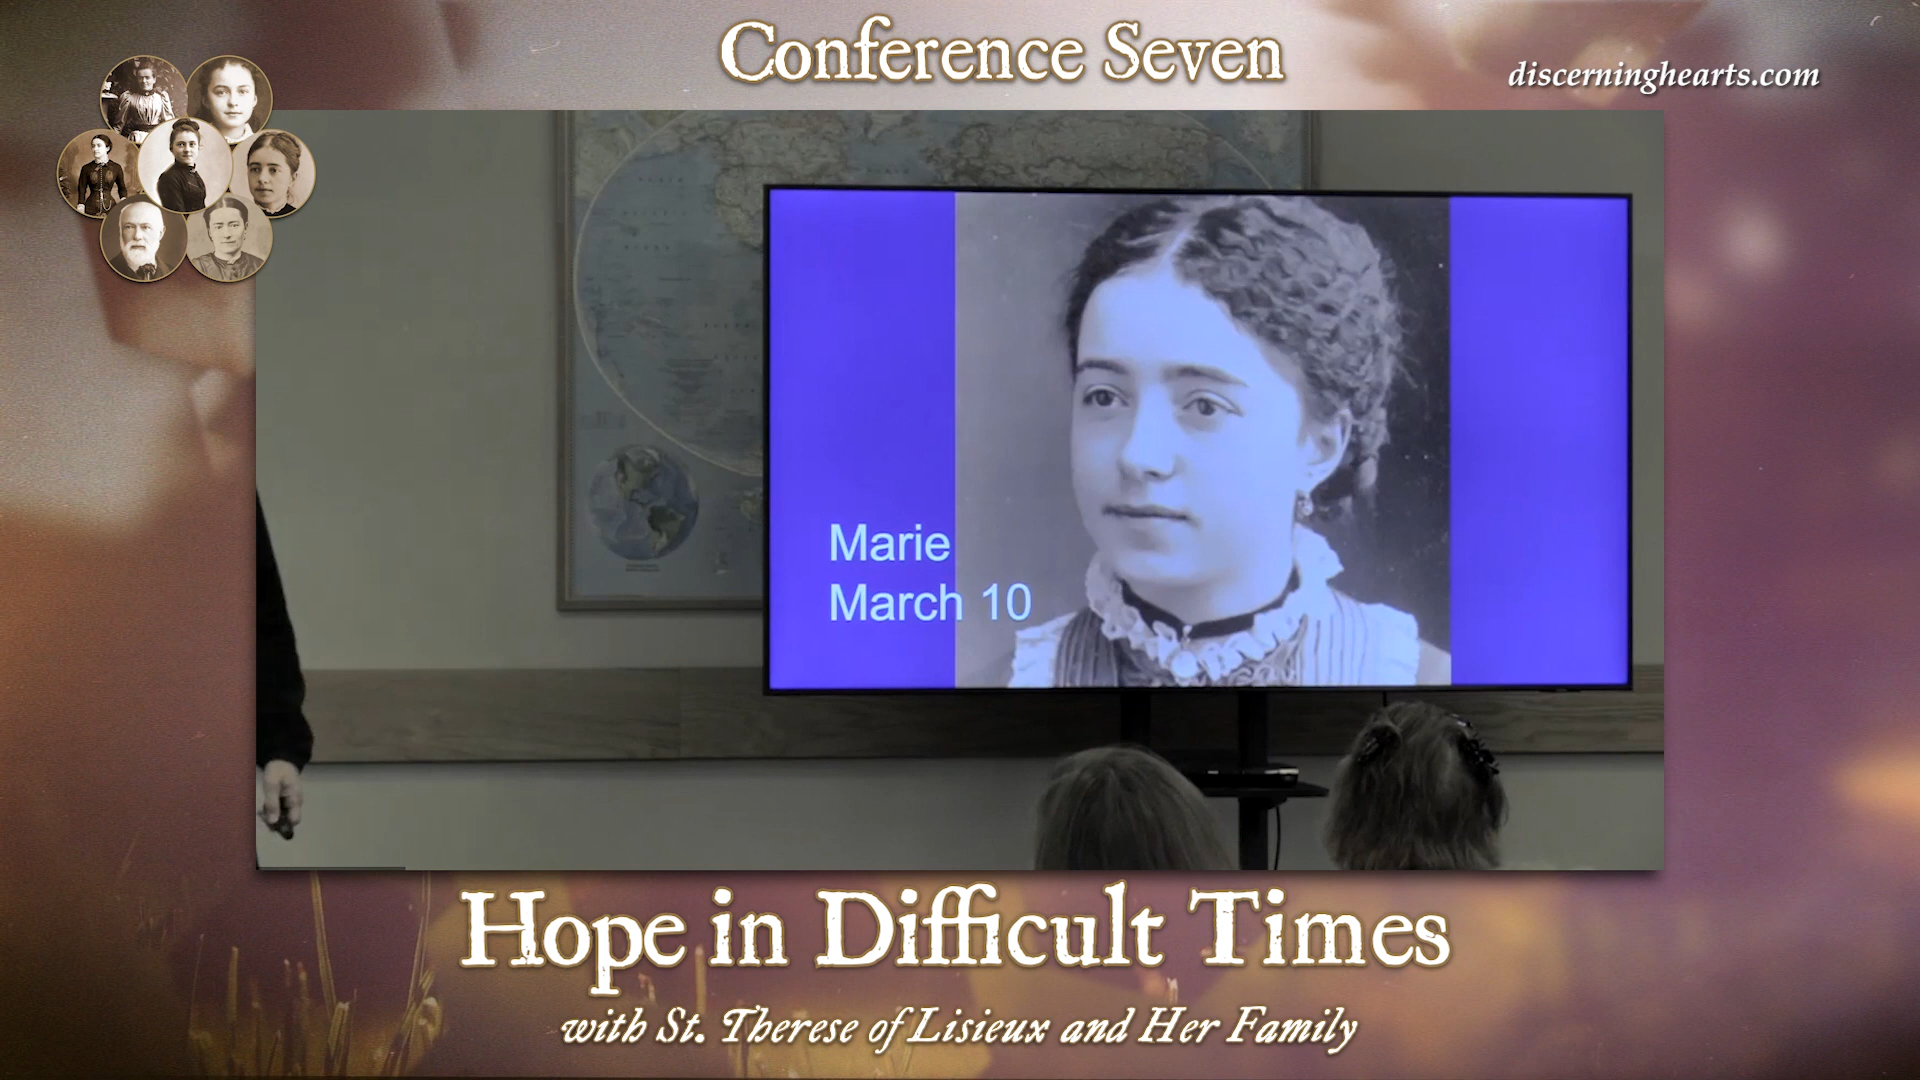 Conference Seven
discerninghearts.com
Marie
March 10
Hope in Difficult Times
with St. Therese of Lisieux and Her Family